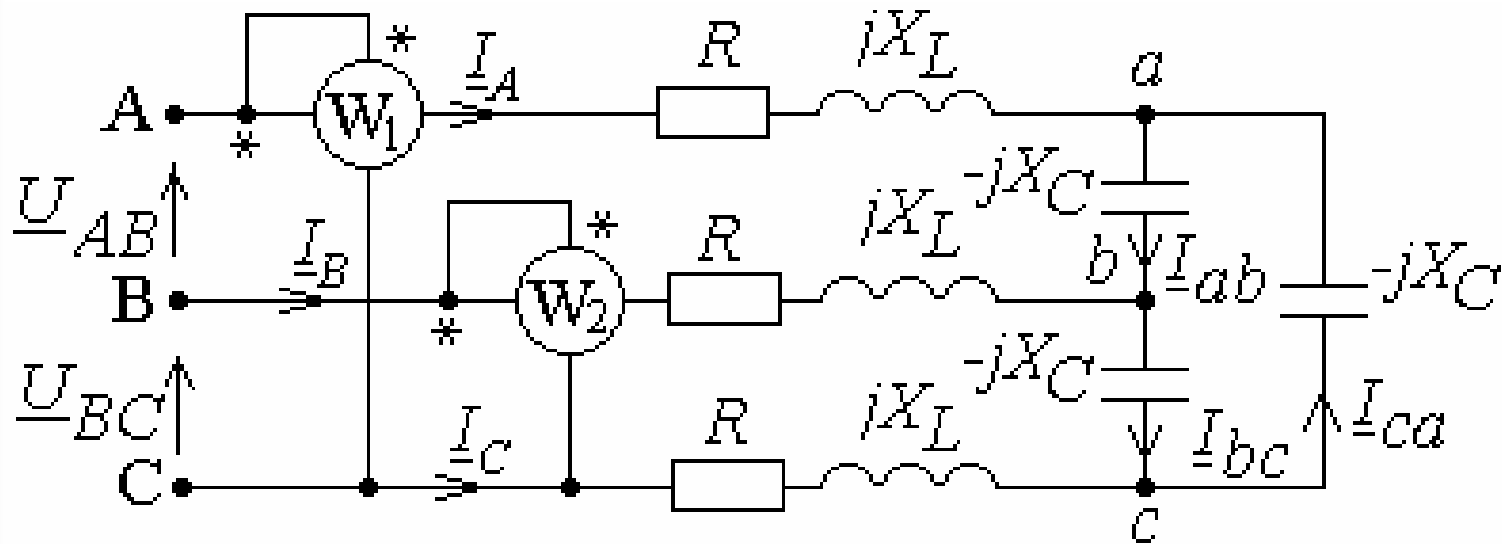 A
*
*
W1
I_A
R
jX_L
a
U_AB
-jX_C
B
I_B
*
*
W2
R
jX_L
b
I_ab
-jX_C
U_BC
-jX_C
C
I_C
R
jX_L
I_bc
I_ca
c